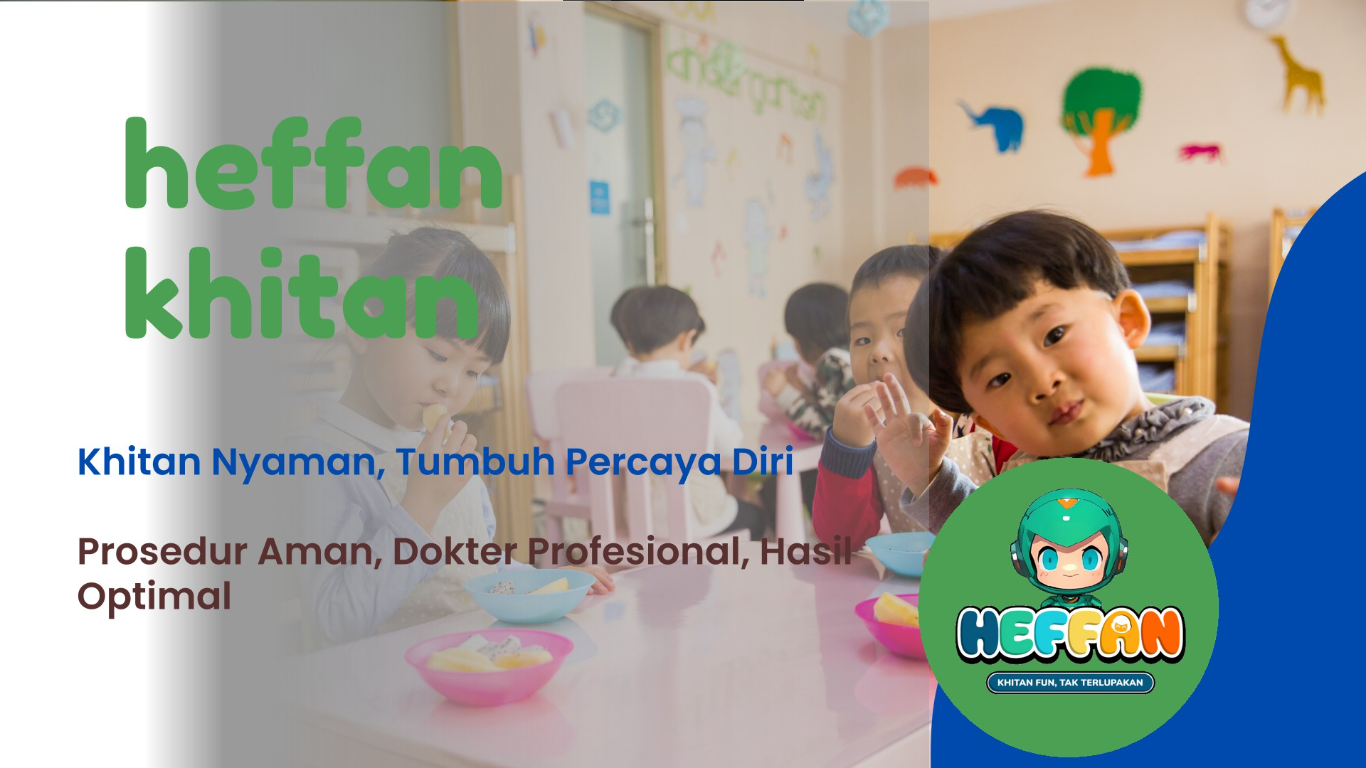 heffan
khitan
Khitan Nyaman, Tumbuh Percaya Diri
Prosedur Aman, Dokter Profesional, Hasil
Optimal
HEFFAN
KHITAN FUN, TAK TERLUPAKAN